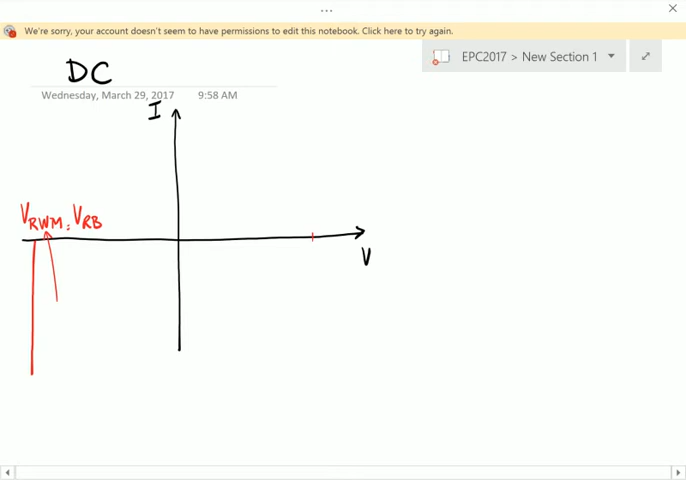 ...
We're sorry, your account doesn't seem to have permissions to edit this notebook. Click here to try again.
EPC2017 > New Section 1
DC
Wednesday, March 29, 2017 9:58 AM
I
VRWM, VRB
V